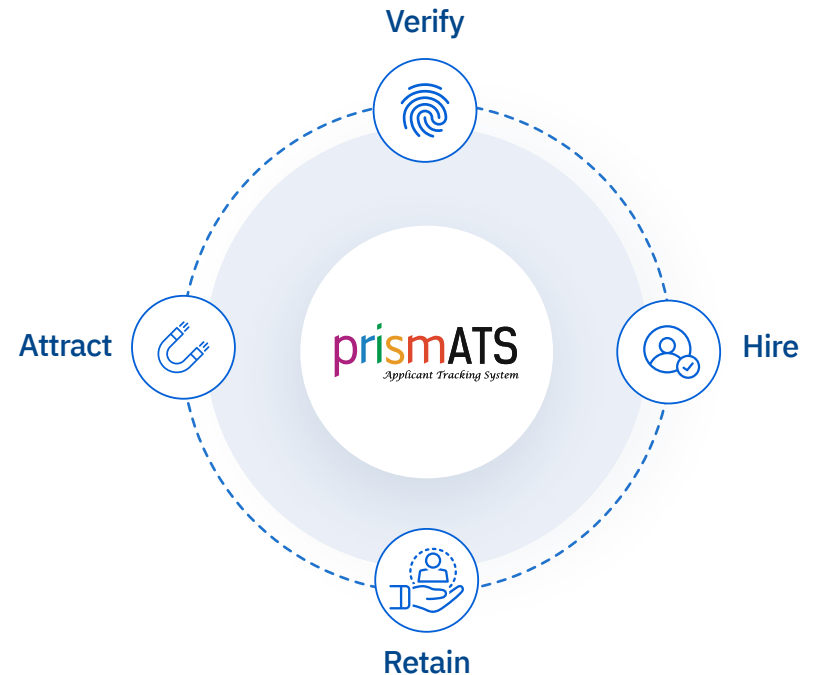 Verify
Attract
prismATS
Applicant Tracking System
Hire
Retain